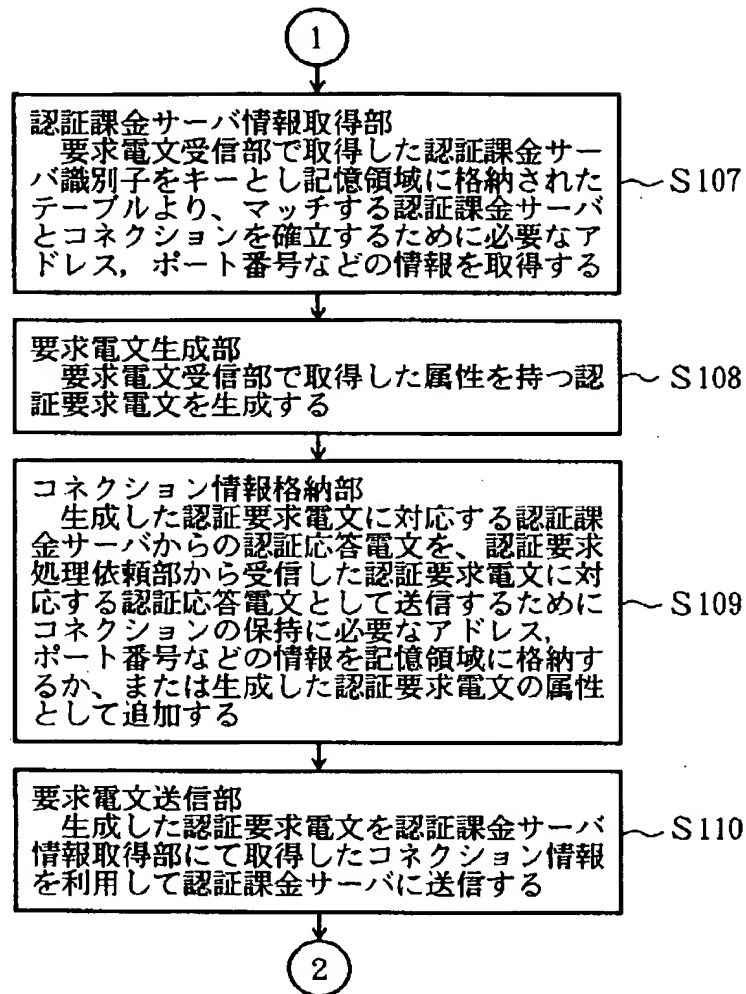 1
認証課金サーバ情報取得部
要求電文受信部で取得した認証課金サー
バ識別子をキーとし記憶領域に格納された
テーブルより、マッチする認証課金サーバ
とコネクションを確立するために必要なア
ドレス，ポート番号などの情報を取得する
S107
要求電文生成部
要求電文受信部で取得した属性を持つ認
証要求電文を生成する
S108
コネクション情報格納部
生成した認証要求電文に対応する認証課
金サーバからの認証応答電文を、認証要求
処理依頼部から受信した認証要求電文に対
応する認証応答電文として送信するために
コネクションの保持に必要なアドレス，
ポート番号などの情報を記憶領域に格納す
るか、または生成した認証要求電文の属性
として追加する
S109
要求電文送信部
生成した認証要求電文を認証課金サーバ
情報取得部にて取得したコネクション情報
を利用して認証課金サーバに送信する
S110
2